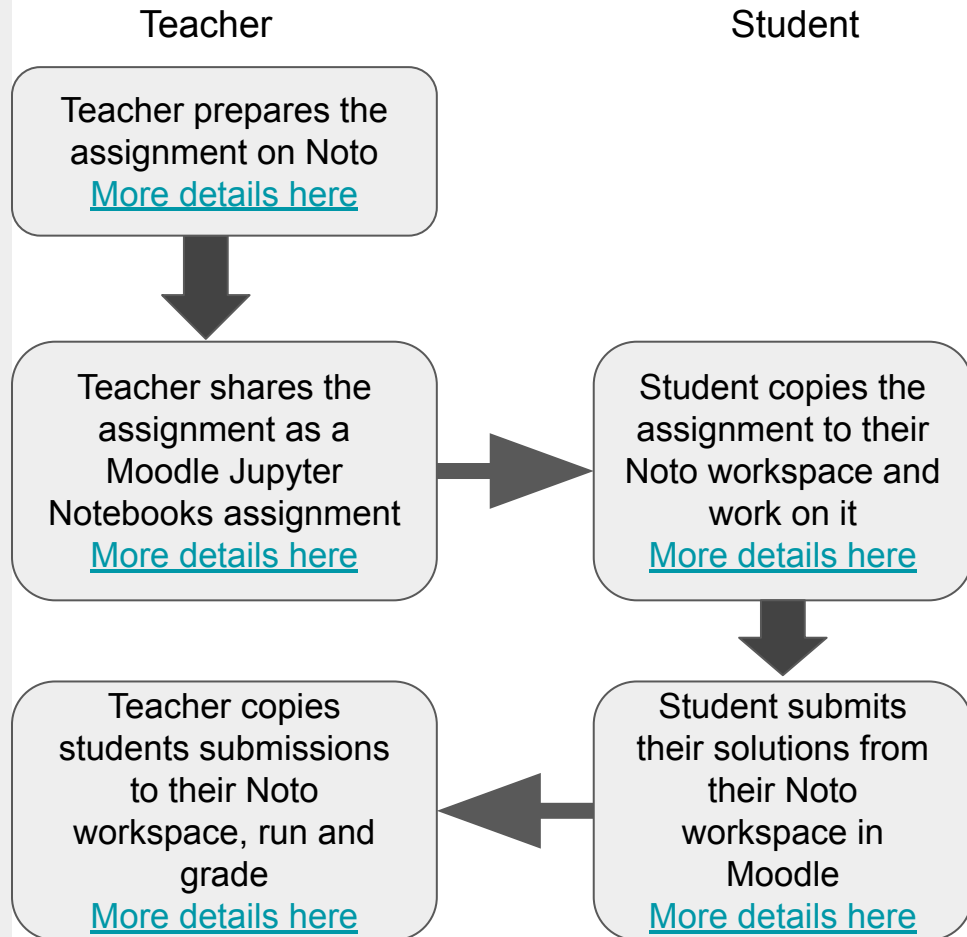 Teacher
Student
Teacher prepares the
assignment on Noto
More details here
Teacher shares the
assignment as a
Moodle Jupyter
Notebooks assignment
More details here
Student copies the
assignment to their
Noto workspace and
work on it
More details here
Student submits
their solutions from
their Noto
workspace in
Moodle
More details here
Teacher copies
students submissions
to their Noto
workspace, run and
grade
More details here